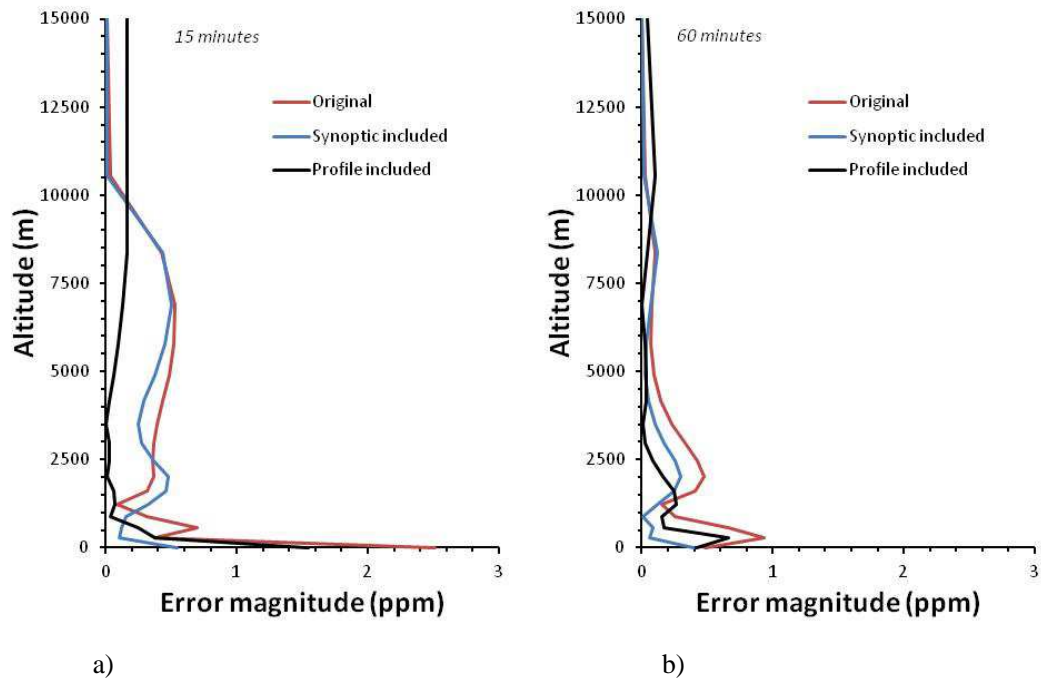 15000
12500
10000
7500
5000
2500
0
Altitude (m)
15 minutes
Original
Synoptic included
Profile included
0 1 2 3
Error magnitude (ppm)
a)
15000
12500
10000
7500
5000
2500
0
Altitude (m)
60 minutes
Original
Synoptic included
Profile included
0 1 2 3
Error magnitude (ppm)
b)